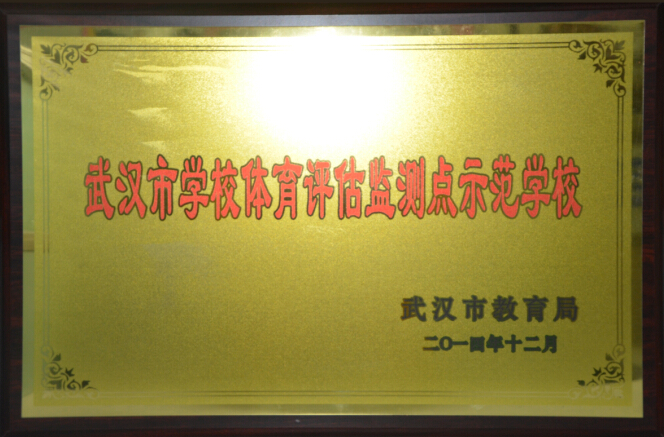 武汉市学校体育评估监测点示范学校
武汉市教育局
二O一四年十二月